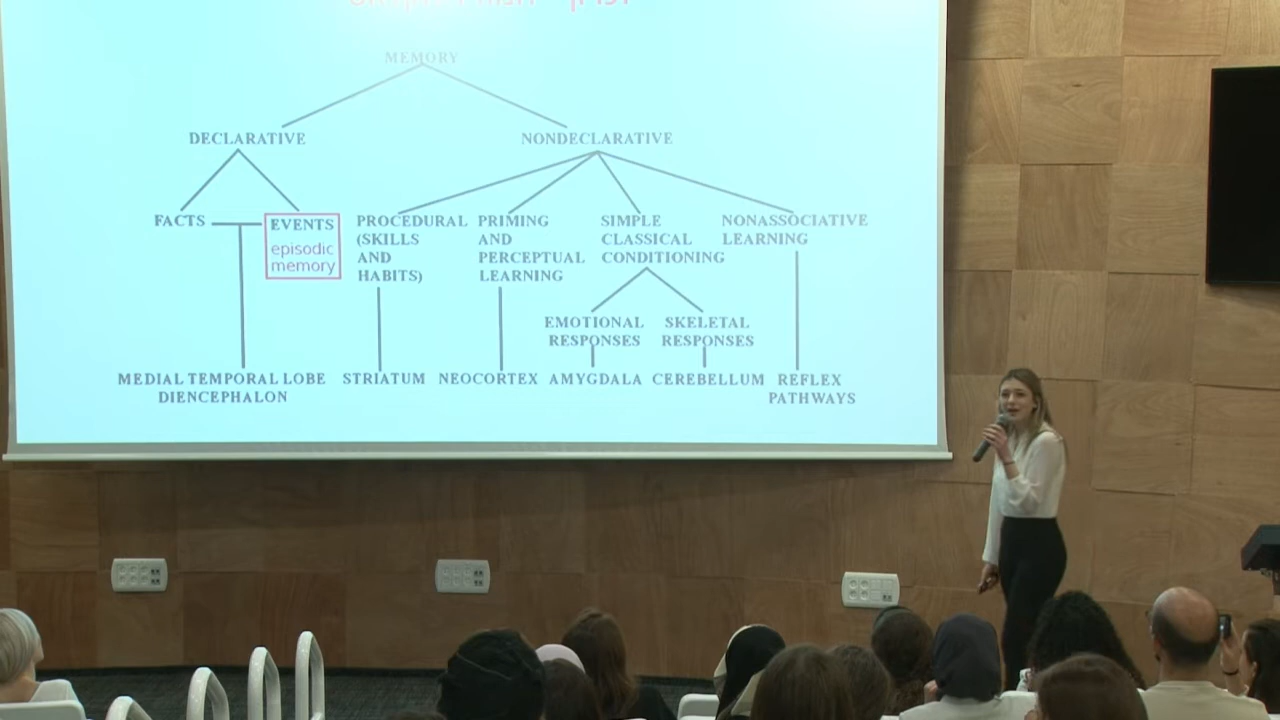 MEMORY
DECLARATIVE
NONDECLARATIVE
FACTS
EVENTS
episodic
memory
PROCEDURAL
(SKILLS
AND
HABITS)
PRIMING
AND
PERCEPTUAL
LEARNING
SIMPLE
CLASSICAL
CONDITIONING
NONASSOCIATIVE
LEARNING
EMOTIONAL
RESPONSES
SKELETAL
RESPONSES
MEDIAL TEMPORAL LOBE
DIENCEPHALON
STRIATUM
NEOCORTEX
AMYGDALA
CEREBELLUM
REFLEX
PATHWAYS